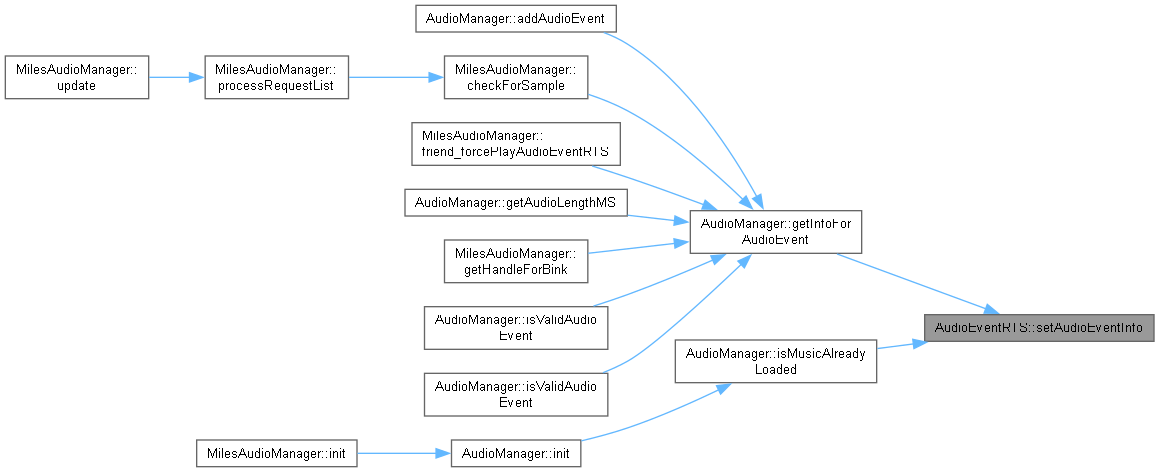 AudioManager::addAudioEvent
MilesAudioManager::
update
MilesAudioManager::
processRequestList
MilesAudioManager::
checkForSample
MilesAudioManager::
friend_forcePlayAudioEventRTS
AudioManager::getAudioLengthMS
AudioManager::getInfoFor
AudioEvent
MilesAudioManager::
getHandleForBink
AudioManager::isValidAudio
Event
AudioEventRTS::setAudioEventInfo
AudioManager::isMusicAlready
Loaded
AudioManager::isValidAudio
Event
MilesAudioManager::init
AudioManager::init